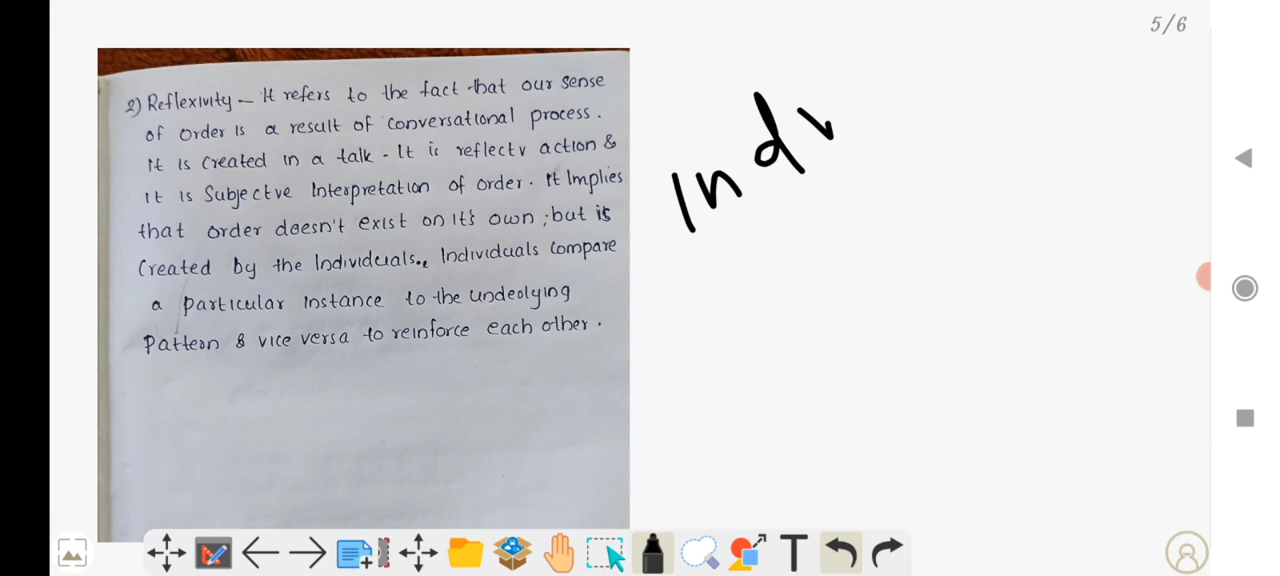 5/6
2) Reflexivity - It refers to the fact that our sense
of order is a result of conversational process.
It is created in a talk - It is reflectv action &
it is Subjectve Interpretation of order. It Implies
that order doesn't exist on it's own ; but is
Created by the Individuals.. Individuals compare
a particular instance to the undeolying
Patteon & vice versa to reinforce each other.
Indi
T